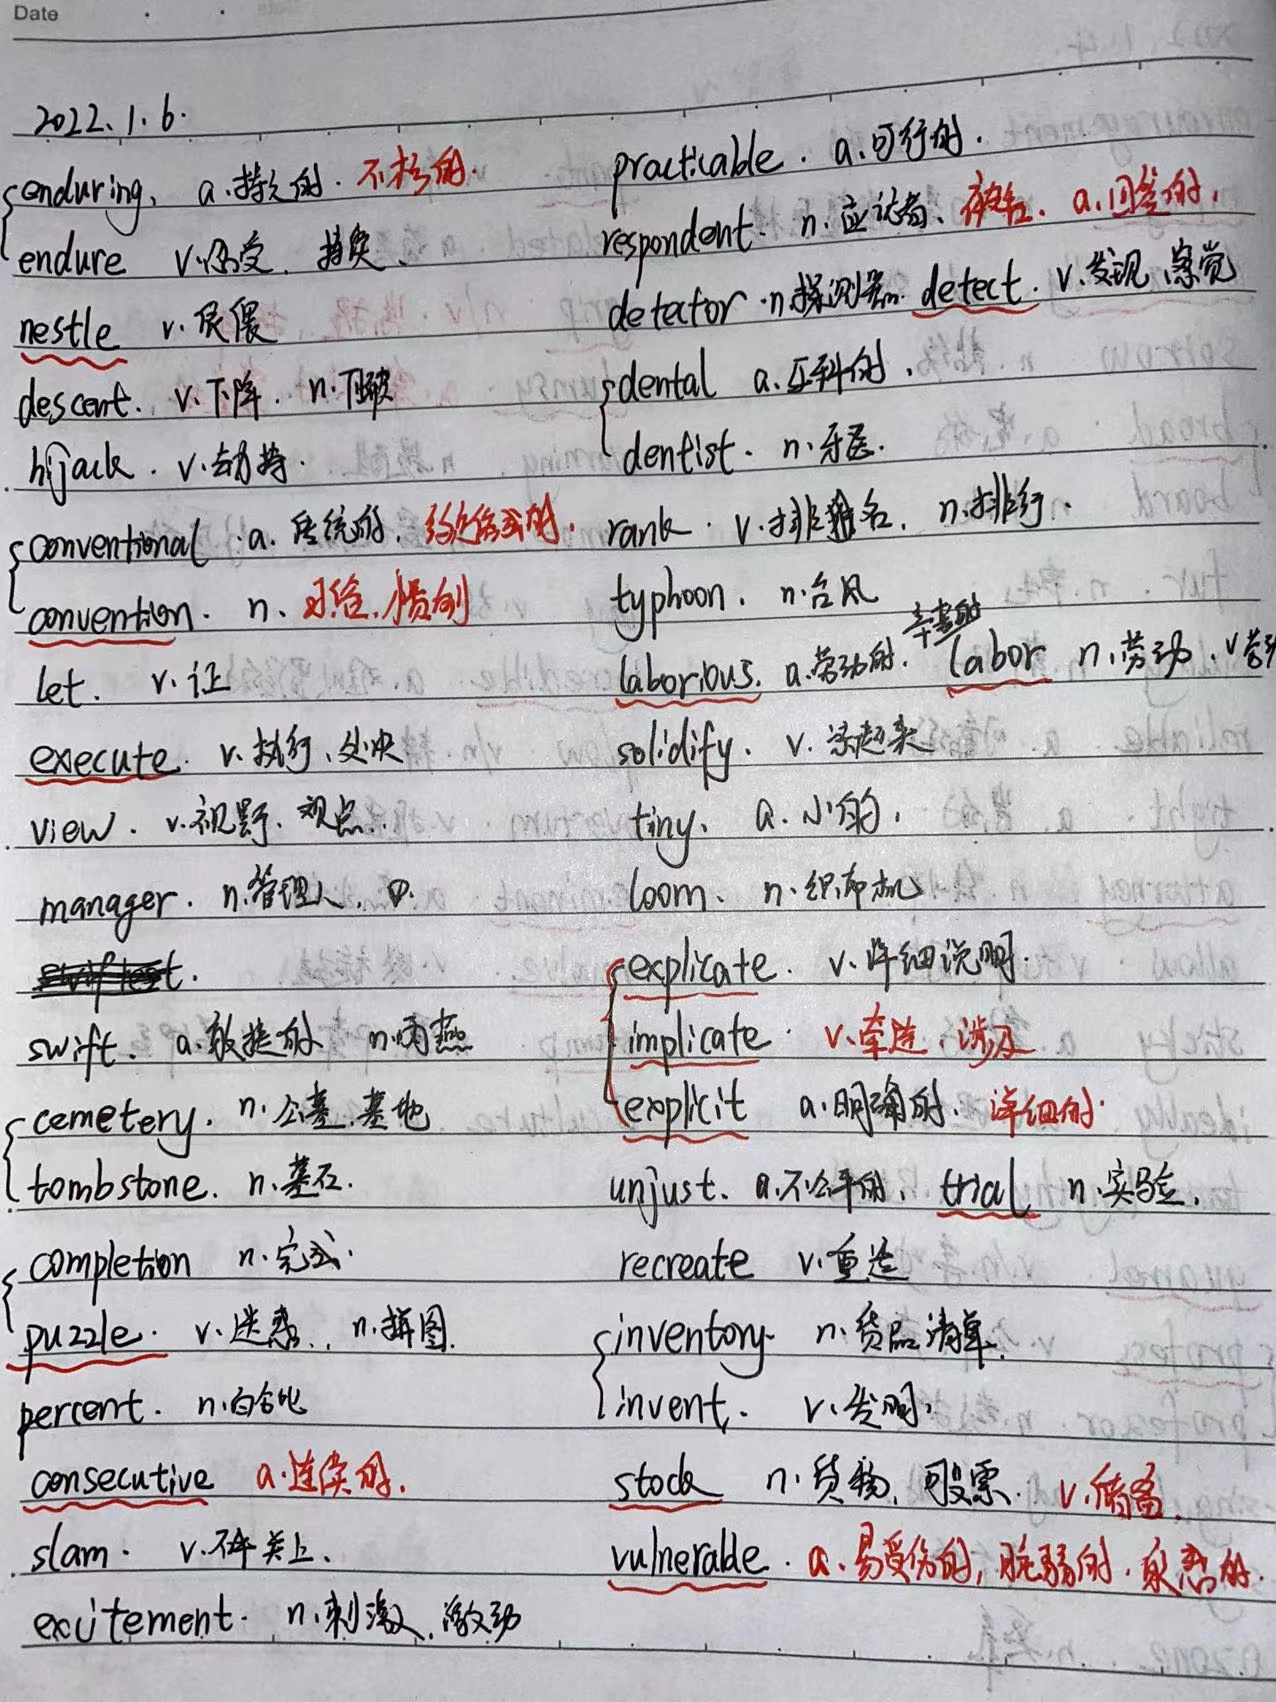 Date
2022.1.6.
enduring. a.持久的. 不朽的.
endure v.忍受. 持续.
nestle v.依偎
descent. v.下降. n.下坡
hijack. v.劫持.
conventional. a.传统的. 约定俗成的.
convention. n. 习俗.惯例
let. v.让
execute. v.执行.处决
view. v.视野. 观点.
manager. n.管理人.
swift. a.敏捷的 n.雨燕
cemetery. n.公墓.墓地
tombstone. n.墓石.
completion n.完成.
puzzle. v.迷惑. n.拼图.
percent. n.百分比
consecutive a.连续的.
slam. v.砰关上.
excitement. n.刺激.激动
practicable. a.可行的.
respondent. n.应试者. 被告. a.回答的.
detector.n.探测器. detect. v.发现.察觉
dental a.牙科的.
dentist. n.牙医.
rank. v.排名. n.排行.
typhoon. n.台风
laborious. a.劳动的.辛苦的 labor n.劳动. v劳动
solidify. v.
tiny. a.小的.
loom. n.织布机
explicate. v.详细说明.
implicate. v.牵连.涉及
explicit a.明确的. 详细的.
unjust. a.不公平的. trial n.实验.
recreate v.重造
inventory. n.货品清单.
invent. v.发明.
stock n.货物. 股票. v.储备.
vulnerable. a.易受伤的,脆弱的.